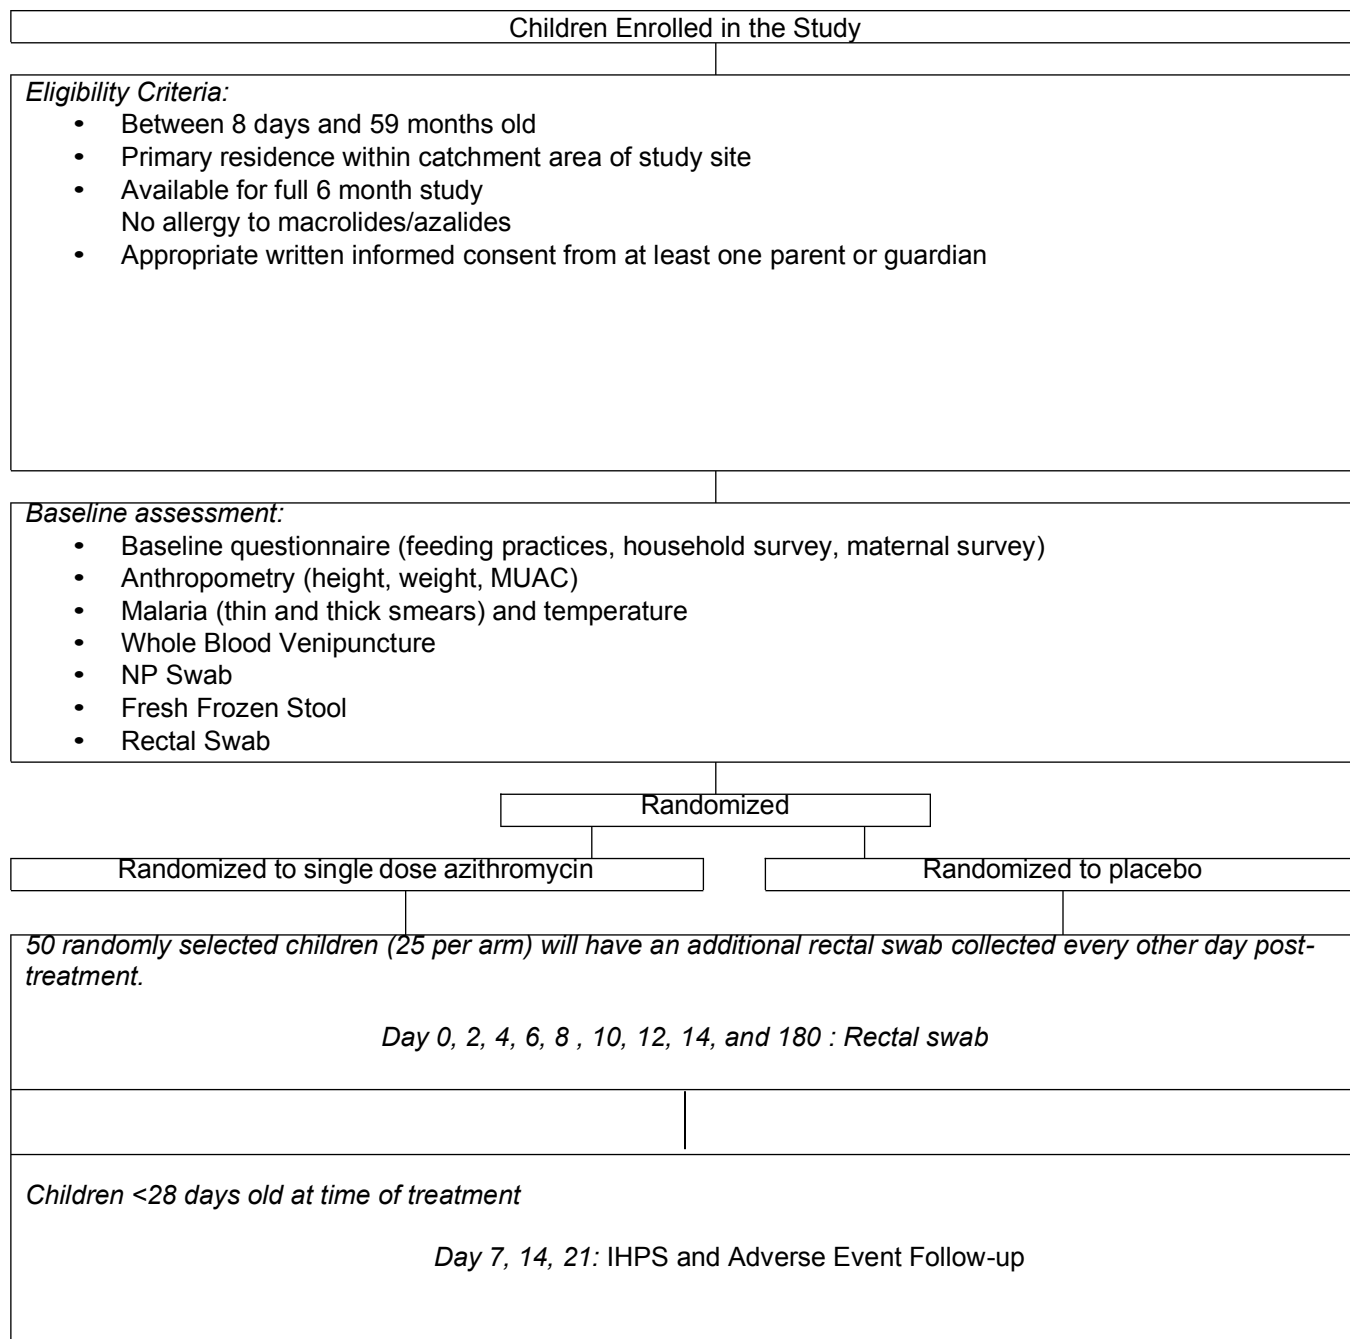 Children Enrolled in the Study
Eligibility Criteria:
• Between 8 days and 59 months old
• Primary residence within catchment area of study site
• Available for full 6 month study
No allergy to macrolides/azalides
• Appropriate written informed consent from at least one parent or guardian
Baseline assessment:
• Baseline questionnaire (feeding practices, household survey, maternal survey)
• Anthropometry (height, weight, MUAC)
• Malaria (thin and thick smears) and temperature
• Whole Blood Venipuncture
• NP Swab
• Fresh Frozen Stool
• Rectal Swab
Randomized
Randomized to single dose azithromycin
Randomized to placebo
50 randomly selected children (25 per arm) will have an additional rectal swab collected every other day post-
treatment.
Day 0, 2, 4, 6, 8 , 10, 12, 14, and 180 : Rectal swab
Children <28 days old at time of treatment
Day 7, 14, 21: IHPS and Adverse Event Follow-up